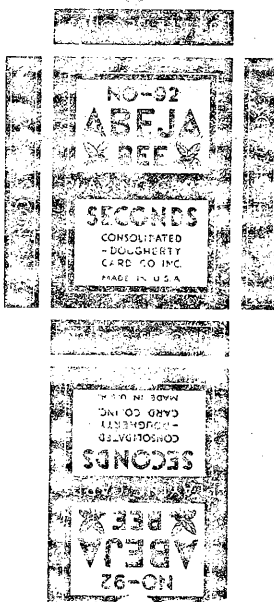 NO-92
ABEJA
BEE
SECONDS
CONSOLIDATED
-DOUGHERTY
CARD CO. INC.
MADE IN U.S.A.
SECONDS
CONSOLIDATED
-DOUGHERTY
CARD CO. INC.
MADE IN U.S.A.
NO-92
ABEJA
BEE